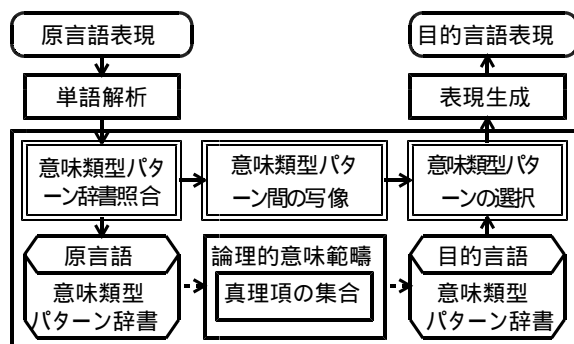 原言語表現
目的言語表現
単語解析
表現生成
意味類型パタ
ーン辞書照合
意味類型パタ
ーン間の写像
意味類型パタ
ーンの選択
原言語
意味類型
パターン辞書
論理的意味範疇
真理項の集合
目的言語
意味類型
パターン辞書